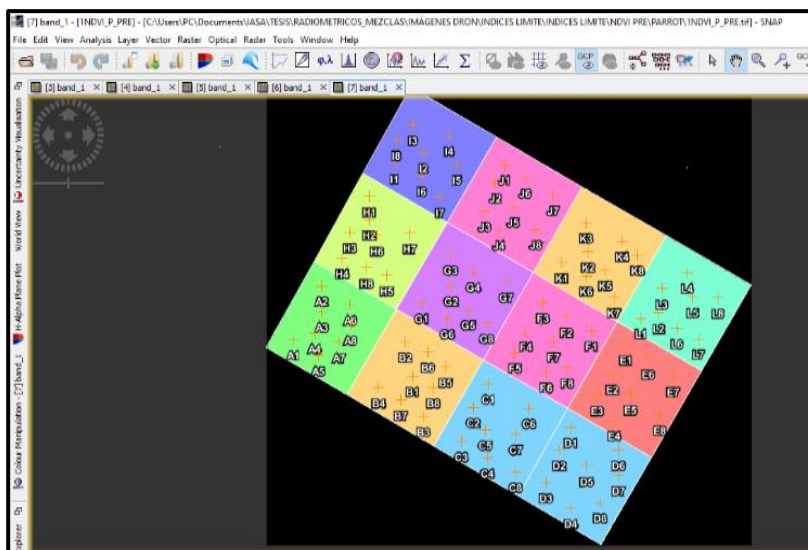 [7] band_1 - [1NDVI_P_PRE] - [C:\Users\PC\Documents\IASA\TESIS\RADIOMETRICOS_MEZCLAS\IMÁGENES DRON\INDICES LIMITE\INDICES LIMITE\NDVI PRE\PARROT\1NDVI_P_PRE.tif] - SNAP
File Edit View Analysis Layer Vector Raster Optical Radar Tools Window Help
φ,λ Σ GCP
[3] band_1 × [4] band_1 × [5] band_1 × [6] band_1 × [7] band_1 ×
Uncertainty Visualisation
World View
H-Alpha Plane Plot
Colour Manipulation - [7] band_1
I3 I4
I8 I2
I1 I6 I5
I7
J1 J6
J2 J7
J3 J5
J4 J8
K3
K4
K1 K2 K8
K6 K5
K7
L4
L3
L5 L8
L1 L2
L6
L7
H1
H2
H3 H6 H7
H4 H8 H5
G3
G4
G2 G7
G1 G5
G6 G8
F3
F2
F4 F1
F7
F5
F6 F8
E1
E6
E2 E7
E3 E5
E4 E8
A2
A3 A6
A4 A8
A1 A7
A5
B2
B6
B1 B5
B4 B8
B7
B3
C1
C2 C6
C5 C7
C3
C4
C8
D1
D2 D6
D5 D7
D3
D4 D8